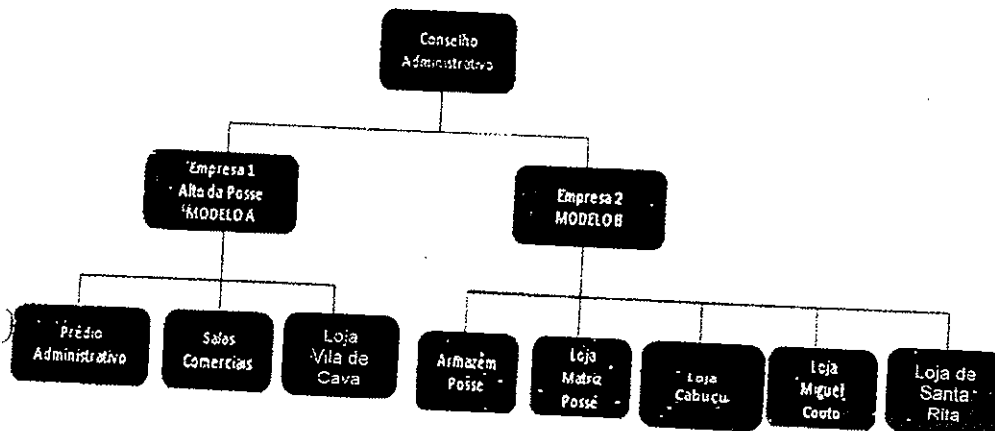 Conselho
Administrativo
Empresa 1
Alto da Posse
MODELO A
Empresa 2
MODELO B
Prédio
Administrativo
Salas
Comerciais
Loja
Vila de
Cava
Armazém
Posse
Loja
Matriz
Posse
Loja
Cabuçu
Loja
Miguel
Couto
Loja de
Santa
Rita